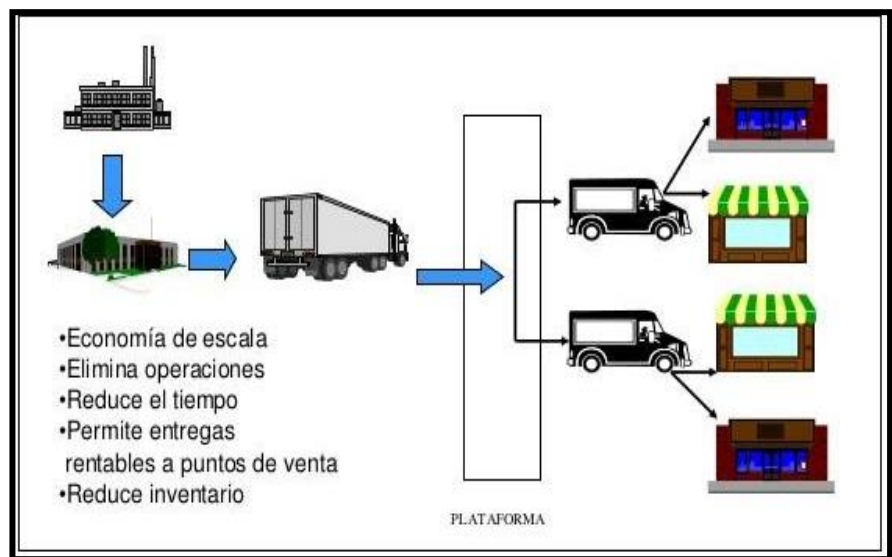 •Economía de escala
•Elimina operaciones
•Reduce el tiempo
•Permite entregas
rentables a puntos de venta
•Reduce inventario
PLATAFORMA